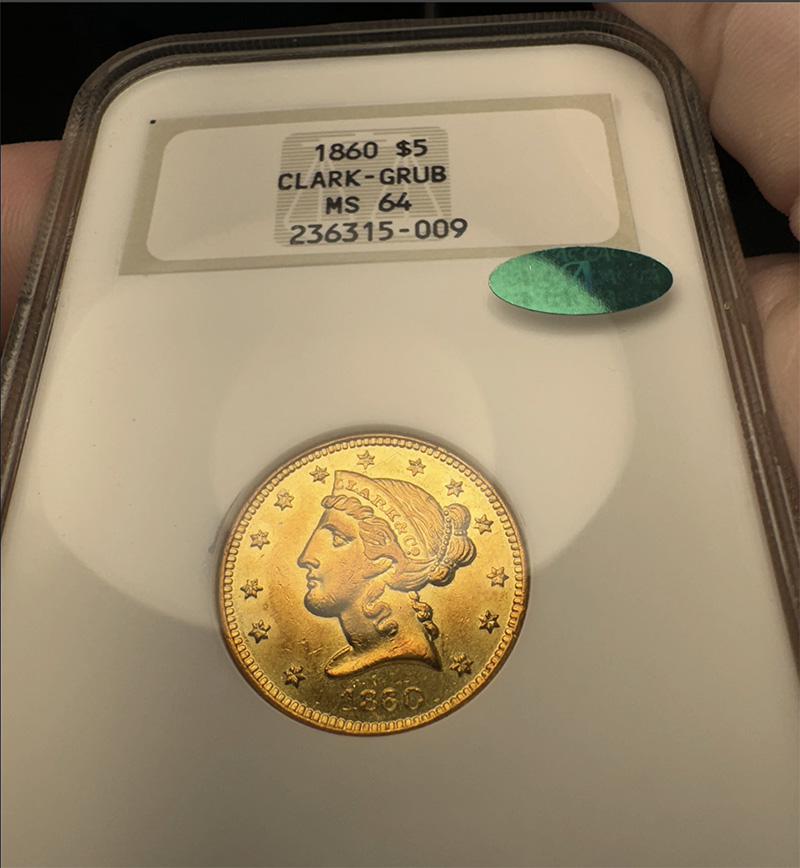 1860 $5
CLARK-GRUB
MS 64
236315-009
CLARK & Co
1860